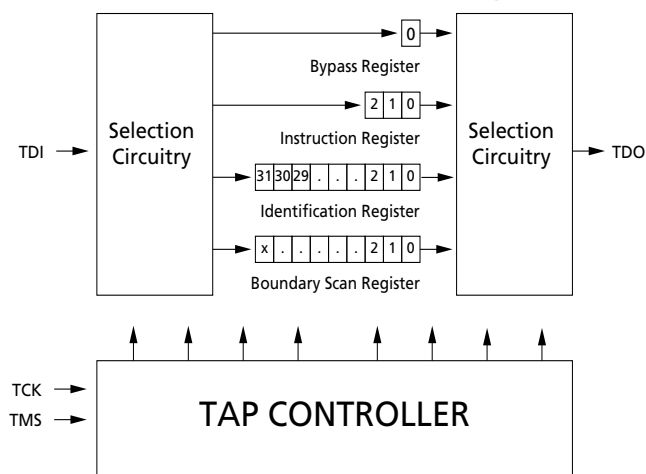 0
Bypass Register
2 1 0
Selection
Circuitry
Instruction Register
Selection
Circuitry
TDI
TDO
31 30 29 . . . 2 1 0
Identification Register
x . . . . . 2 1 0
Boundary Scan Register
TCK
TMS
TAP CONTROLLER